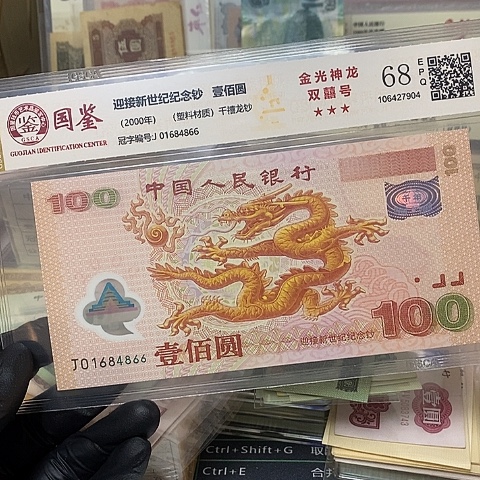 国鉴
GSCA
GUOJIAN IDENTIFICATION CENTER
迎接新世纪纪念钞 壹佰圆
(2000年) (塑料材质) 千禧龙钞
冠字编号:J 01684866
金光神龙
双囍号
★★★
68
EPQ
106427904
100
中国人民银行
100
J01684866
壹佰圆
迎接新世纪纪念钞
100
Ctrl+Shift+G
Ctrl+E